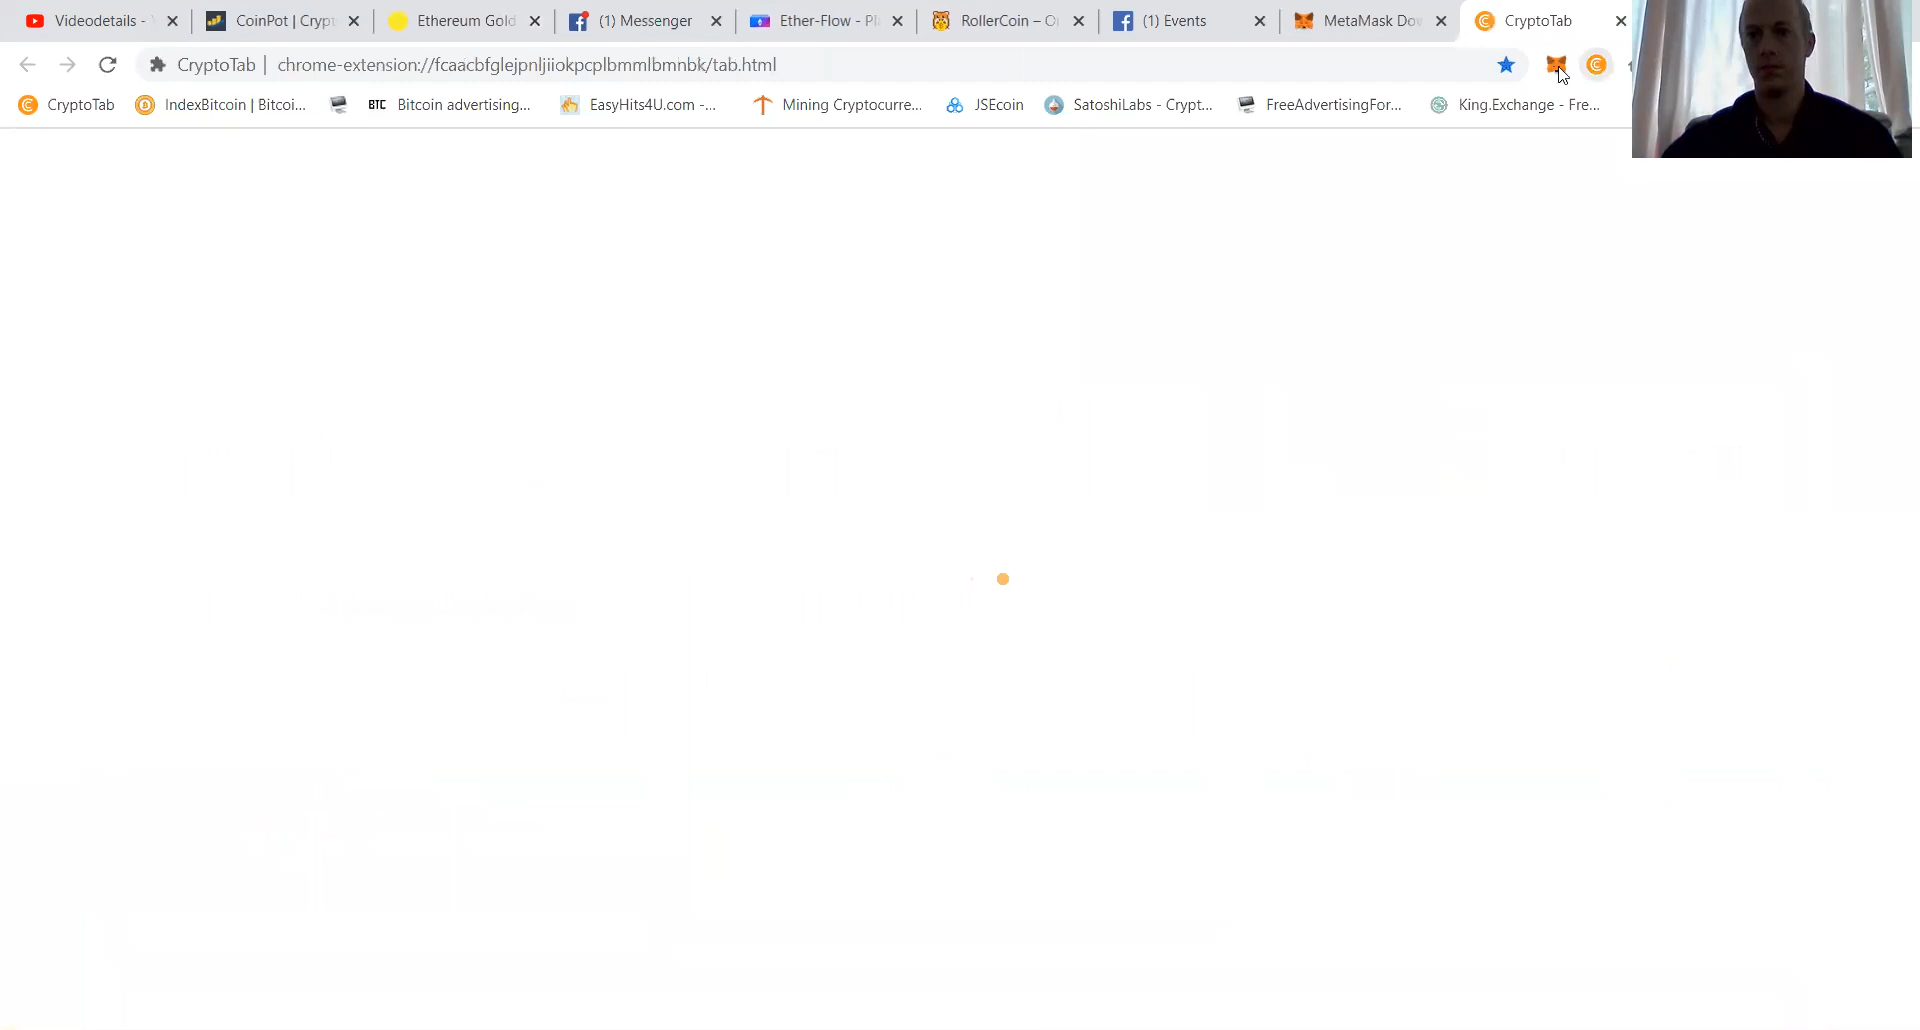 Videodetails - Y
CoinPot | Crypt
Ethereum Gold
(1) Messenger
Ether-Flow - Pl
RollerCoin – O
(1) Events
MetaMask Dow
CryptoTab
CryptoTab | chrome-extension://fcaacbfglejpnljiiokpcplbmmlbmnbk/tab.html
CryptoTab
IndexBitcoin | Bitcoi...
BTC Bitcoin advertising...
EasyHits4U.com -...
Mining Cryptocurre...
JSEcoin
SatoshiLabs - Crypt...
FreeAdvertisingFor...
King.Exchange - Fre...